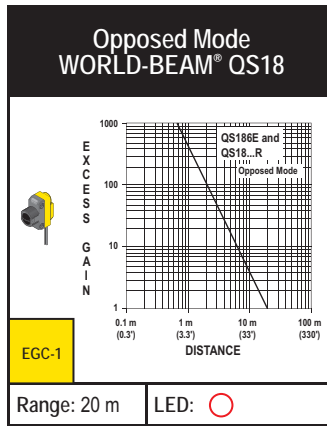 Opposed Mode
WORLD-BEAM® QS18
E
X
C
E
S
S
G
A
I
N
1000
100
10
1
QS186E and
QS18...R
Opposed Mode
0.1 m
(0.3')
1 m
(3.3')
10 m
(33')
100 m
(330')
DISTANCE
EGC-1
Range: 20 m
LED: